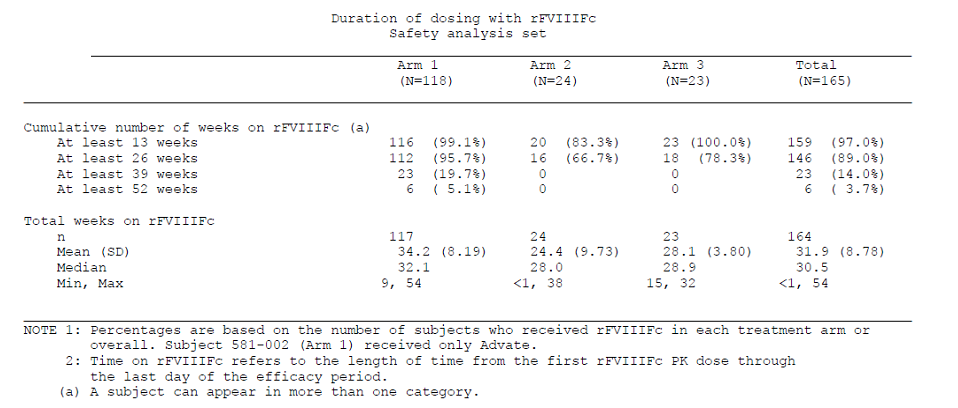 Duration of dosing with rFVIIIFc
Safety analysis set
Arm 1 Arm 2 Arm 3 Total
(N=118) (N=24) (N=23) (N=165)
Cumulative number of weeks on rFVIIIFc (a)
At least 13 weeks 116 (99.1%) 20 (83.3%) 23 (100.0%) 159 (97.0%)
At least 26 weeks 112 (95.7%) 16 (66.7%) 18 (78.3%) 146 (89.0%)
At least 39 weeks 23 (19.7%) 0 0 23 (14.0%)
At least 52 weeks 6 ( 5.1%) 0 0 6 ( 3.7%)
Total weeks on rFVIIIFc
n 117 24 23 164
Mean (SD) 34.2 (8.19) 24.4 (9.73) 28.1 (3.80) 31.9 (8.78)
Median 32.1 28.0 28.9 30.5
Min, Max 9, 54 <1, 38 15, 32 <1, 54
NOTE 1: Percentages are based on the number of subjects who received rFVIIIFc in each treatment arm or
overall. Subject 581-002 (Arm 1) received only Advate.
2: Time on rFVIIIFc refers to the length of time from the first rFVIIIFc PK dose through
the last day of the efficacy period.
(a) A subject can appear in more than one category.